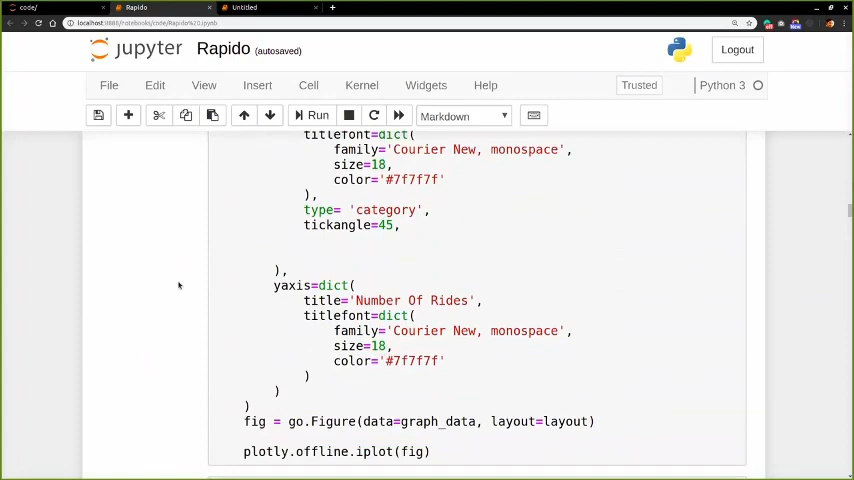 code/
Rapido
Untitled
localhost:8888/notebooks/code/Rapido%20.ipynb
jupyter Rapido (autosaved)
Logout
File Edit View Insert Cell Kernel Widgets Help
Trusted
Python 3
Run
Markdown
titlefont=dict(
family='Courier New, monospace',
size=18,
color='#7f7f7f'
),
type= 'category',
tickangle=45,
),
yaxis=dict(
title='Number Of Rides',
titlefont=dict(
family='Courier New, monospace',
size=18,
color='#7f7f7f'
)
)
)
fig = go.Figure(data=graph_data, layout=layout)
plotly.offline.iplot(fig)